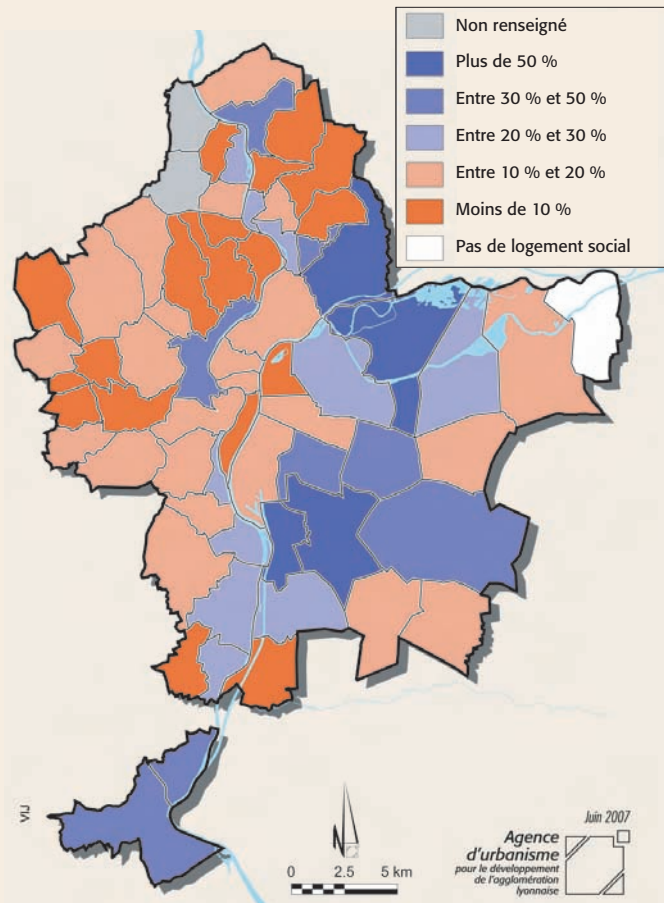 Non renseigné
Plus de 50 %
Entre 30 % et 50 %
Entre 20 % et 30 %
Entre 10 % et 20 %
Moins de 10 %
Pas de logement social
VIJ
0 2.5 5 km
Juin 2007
Agence
d'urbanisme
pour le développement
de l'agglomération
lyonnaise